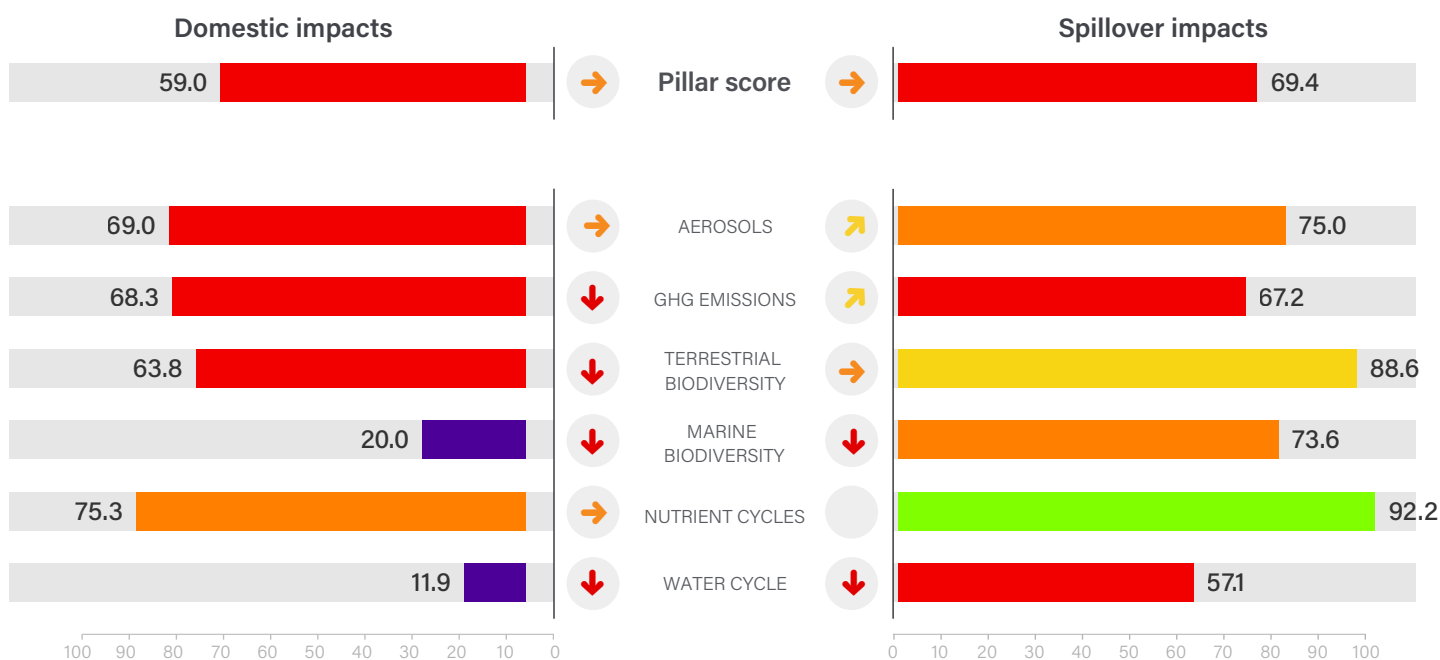 Domestic impacts
Spillover impacts
59.0
Pillar score
69.4
69.0
AEROSOLS
75.0
68.3
GHG EMISSIONS
67.2
63.8
TERRESTRIAL
BIODIVERSITY
88.6
20.0
MARINE
BIODIVERSITY
73.6
75.3
NUTRIENT CYCLES
92.2
11.9
WATER CYCLE
57.1
100 90 80 70 60 50 40 30 20 10 0
0 10 20 30 40 50 60 70 80 90 100